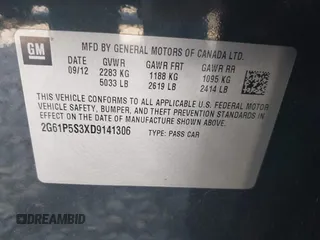 GM
MFD BY GENERAL MOTORS OF CANADA LTD.
DATE GVWR GAWR FRT GAWR RR
09/12 2283 KG 1188 KG 1095 KG
5033 LB 2619 LB 2414 LB
THIS VEHICLE CONFORMS TO ALL APPLICABLE U.S. FEDERAL MOTOR
VEHICLE SAFETY, BUMPER, AND THEFT PREVENTION STANDARDS IN
EFFECT ON THE DATE OF MANUFACTURE SHOWN ABOVE.
2G61P5S3XD9141306 TYPE: PASS CAR
DREAMBID